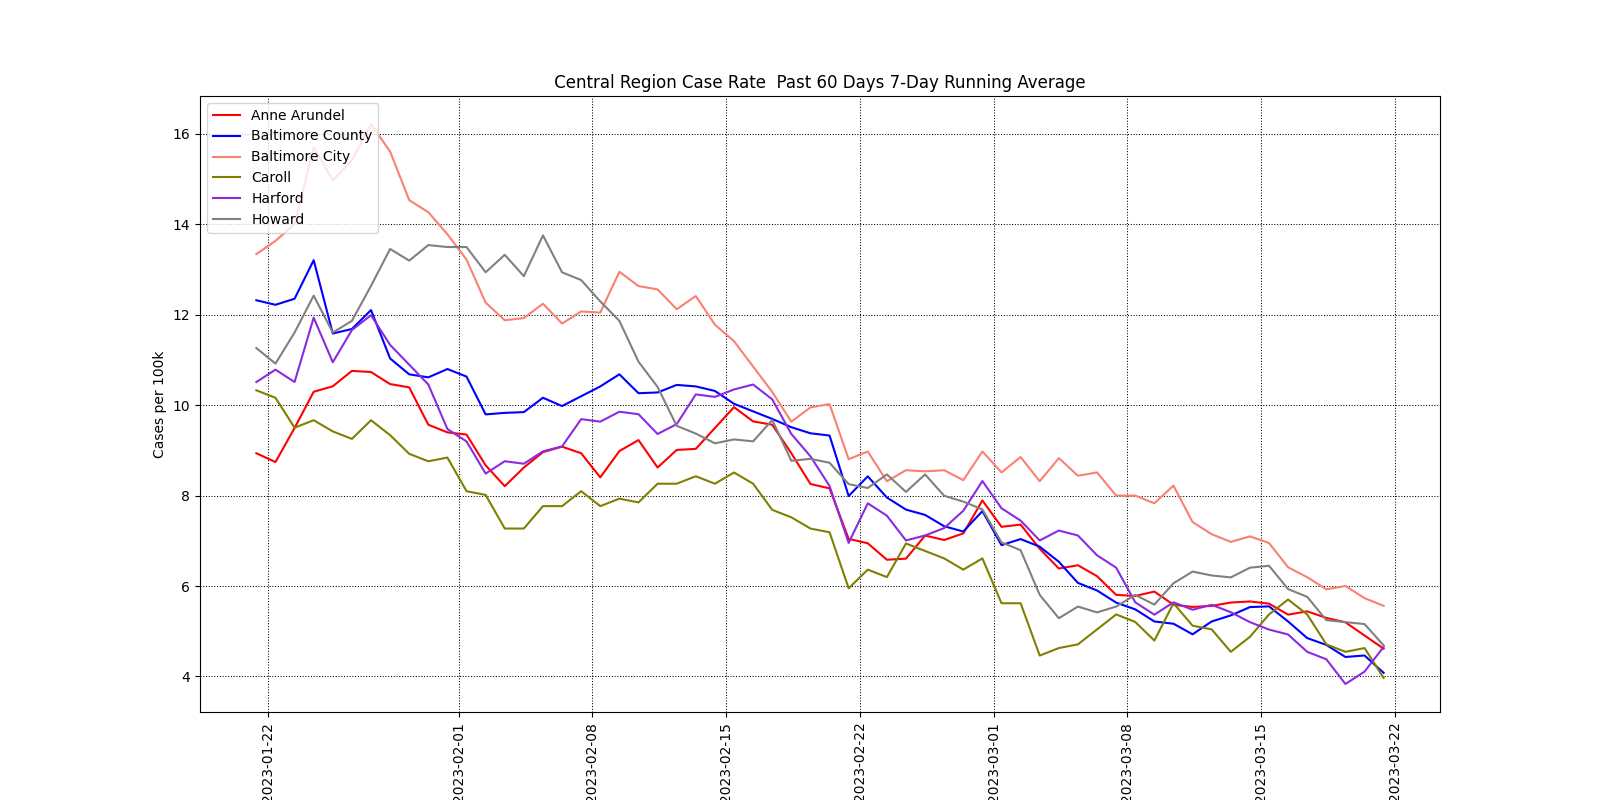 Central Region Case Rate  Past 60 Days 7-Day Running Average
Anne Arundel
Baltimore County
Baltimore City
Caroll
Harford
Howard
Cases per 100k
16
14
12
10
8
6
4
2023-01-22
2023-02-01
2023-02-08
2023-02-15
2023-02-22
2023-03-01
2023-03-08
2023-03-15
2023-03-22